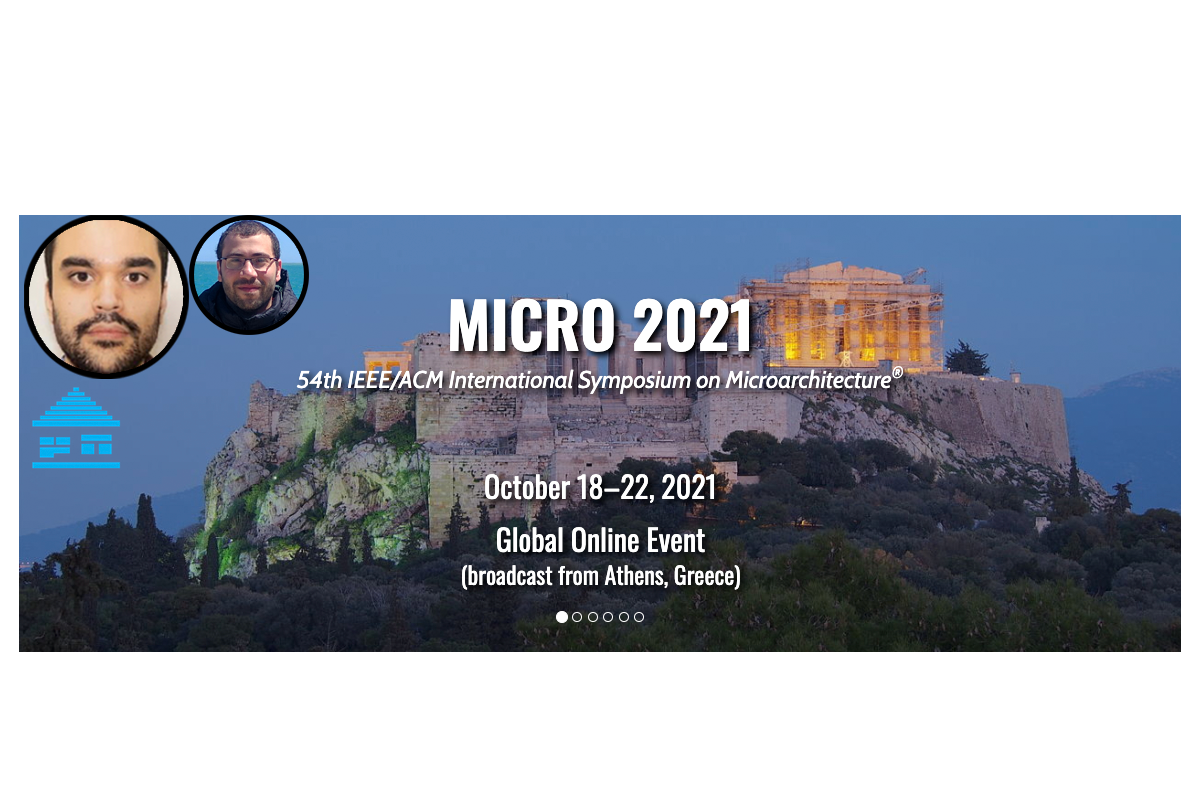 MICRO 2021
54th IEEE/ACM International Symposium on Microarchitecture®
October 18–22, 2021
Global Online Event
(broadcast from Athens, Greece)